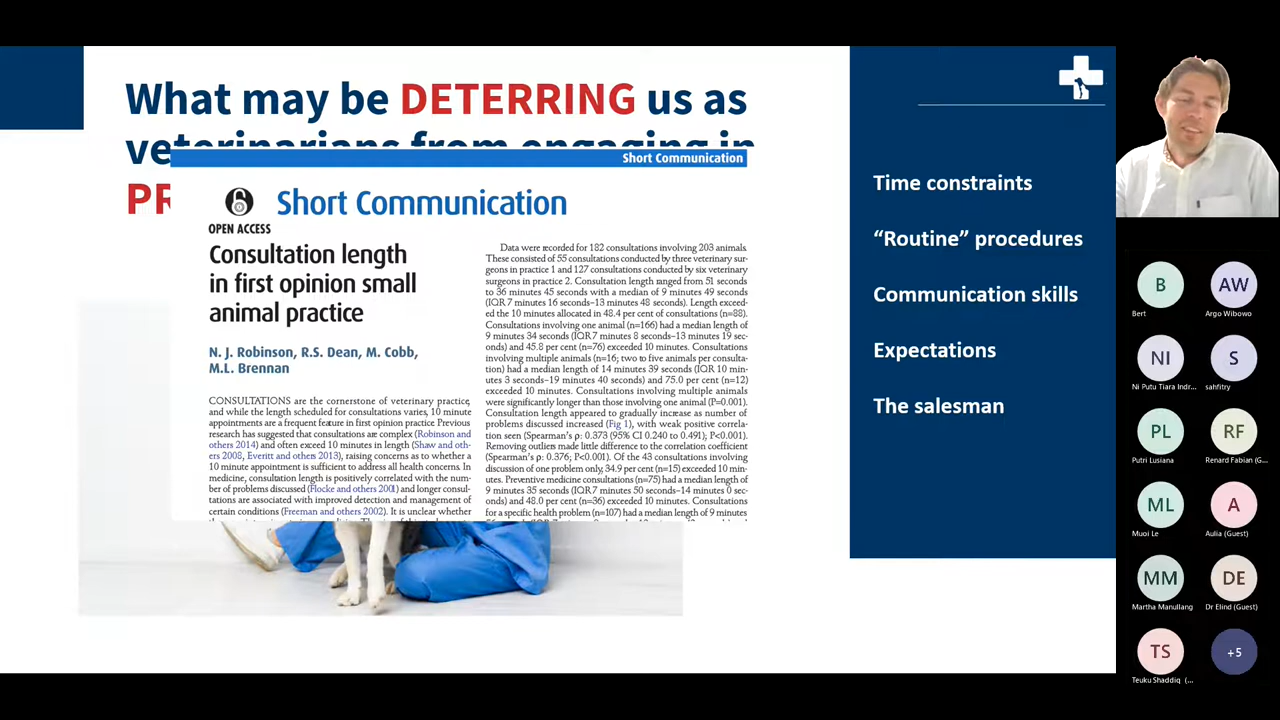 What may be DETERRING us as
veterinarians from engaging in
PR
Short Communication
Short Communication
OPEN ACCESS
Consultation length
in first opinion small
animal practice
N. J. Robinson, R.S. Dean, M. Cobb,
M.L. Brennan
CONSULTATIONS are the cornerstone of veterinary practice,
and while the length scheduled for consultations varies, 10 minute
appointments are a frequent feature in first opinion practice Previous
research has suggested that consultations are complex (Robinson and
others 2014) and often exceed 10 minutes in length (Shaw and oth-
ers 2008, Everitt and others 2013), raising concerns as to whether a
10 minute appointment is sufficient to address all health concerns. In
medicine, consultation length is positively correlated with the num-
ber of problems discussed (Flocke and others 2001) and longer consul-
tations are associated with improved detection and management of
certain conditions (Freeman and others 2002). It is unclear whether
Data were recorded for 182 consultations involving 203 animals.
These consisted of 55 consultations conducted by three veterinary sur-
geons in practice 1 and 127 consultations conducted by six veterinary
surgeons in practice 2. Consultation length ranged from 51 seconds
to 36 minutes 45 seconds with a median of 9 minutes 49 seconds
(IQR 7 minutes 16 seconds–13 minutes 48 seconds). Length exceed-
ed the 10 minutes allocated in 48.4 per cent of consultations (n=88).
Consultations involving one animal (n=166) had a median length of
9 minutes 34 seconds (IQR 7 minutes 8 seconds–13 minutes 19 sec-
onds) and 45.8 per cent (n=76) exceeded 10 minutes. Consultations
involving multiple animals (n=16; two to five animals per consulta-
tion) had a median length of 14 minutes 39 seconds (IQR 10 min-
utes 3 seconds–19 minutes 40 seconds) and 75.0 per cent (n=12)
exceeded 10 minutes. Consultations involving multiple animals
were significantly longer than those involving one animal (P=0.001).
Consultation length appeared to gradually increase as number of
problems discussed increased (Fig 1), with weak positive correla-
tion seen (Spearman's ρ: 0.373 (95% CI 0.240 to 0.491); P<0.001).
Removing outliers made little difference to the correlation coefficient
(Spearman's ρ: 0.376; P<0.001). Of the 43 consultations involving
discussion of one problem only, 34.9 per cent (n=15) exceeded 10 min-
utes. Preventive medicine consultations (n=75) had a median length of
9 minutes 35 seconds (IQR 7 minutes 50 seconds–14 minutes 0 sec-
onds) and 48.0 per cent (n=36) exceeded 10 minutes. Consultations
for a specific health problem (n=107) had a median length of 9 minutes
Time constraints
“Routine” procedures
Communication skills
Expectations
The salesman
B
Bert
AW
Argo Wibowo
NI
Ni Putu Tiara Indr...
S
sahfitry
PL
Putri Lusiana
RF
Renard Fabian (G...
ML
Muoi Le
A
Aulia (Guest)
MM
Martha Manullang
DE
Dr Elind (Guest)
TS
Teuku Shaddiq (...
+5